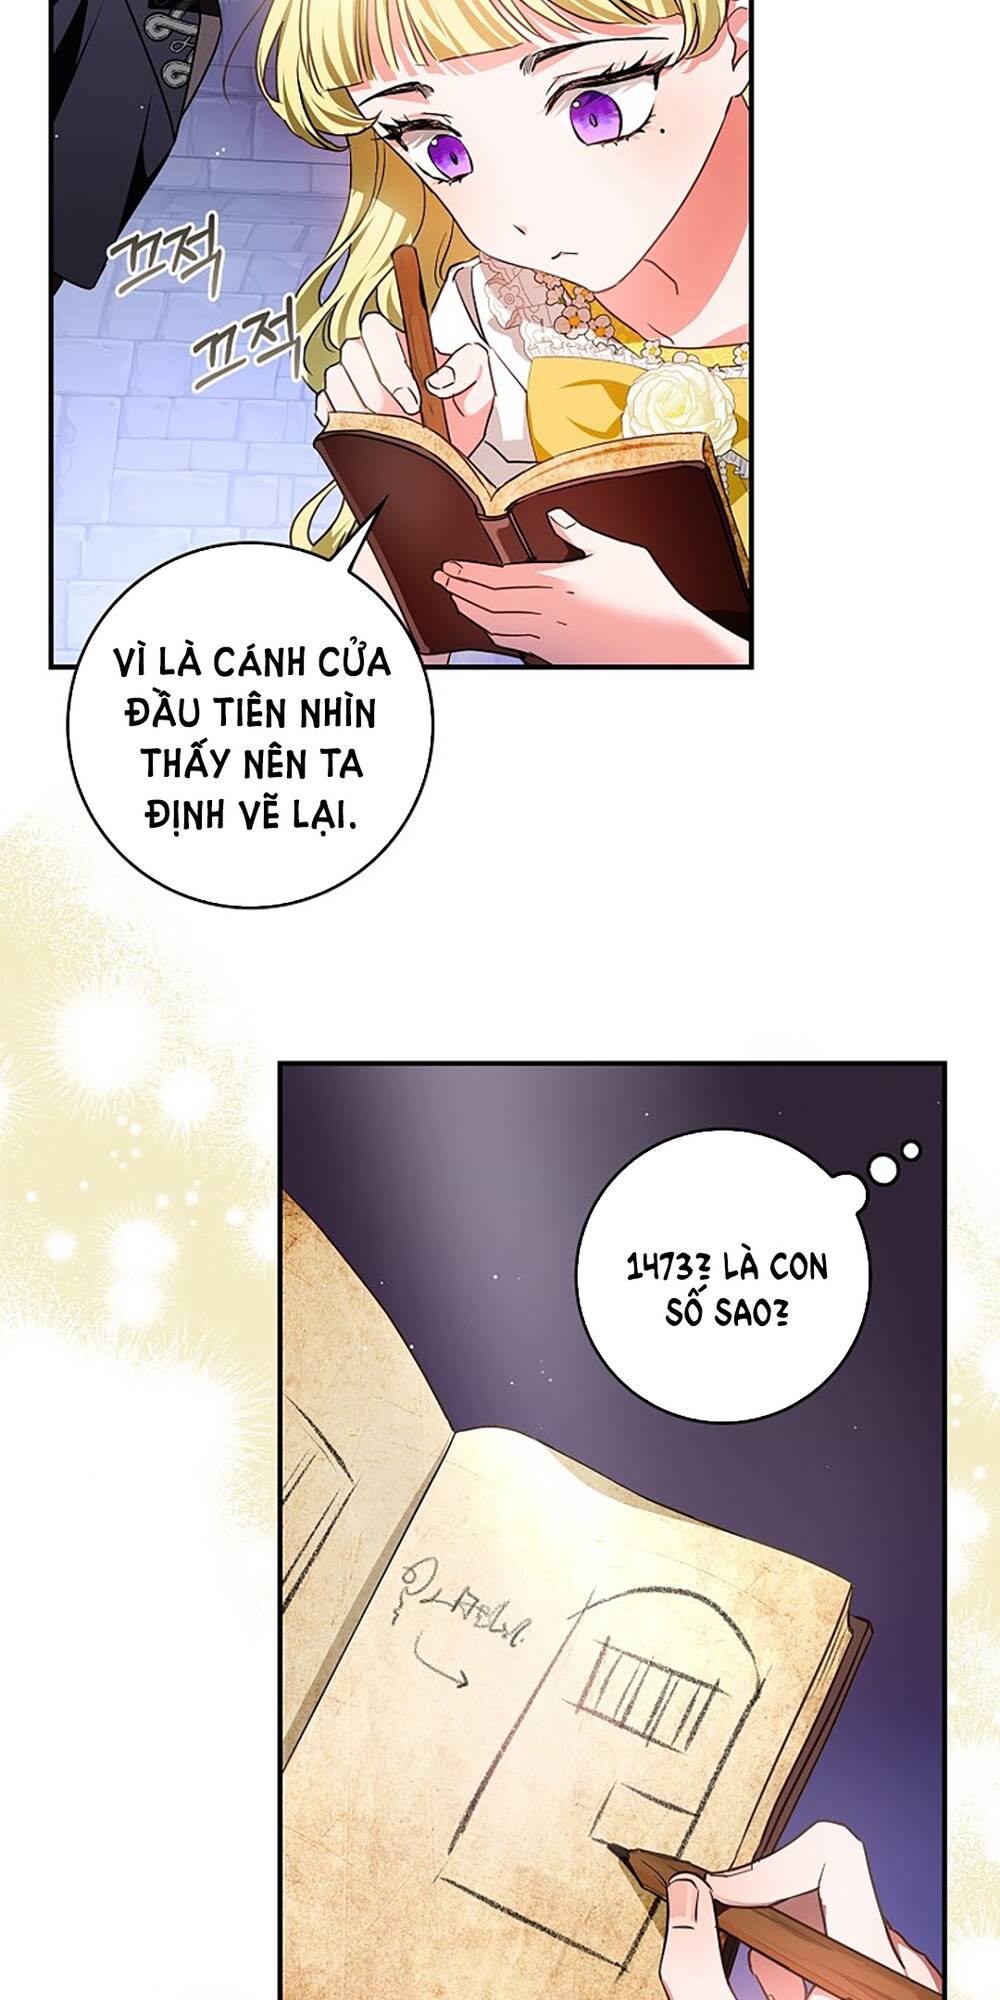 끄적
끄적
VÌ LÀ CÁNH CỬA
ĐẦU TIÊN NHÌN
THẤY NÊN TA
ĐỊNH VẼ LẠI.
1473? LÀ CON
SỐ SAO?